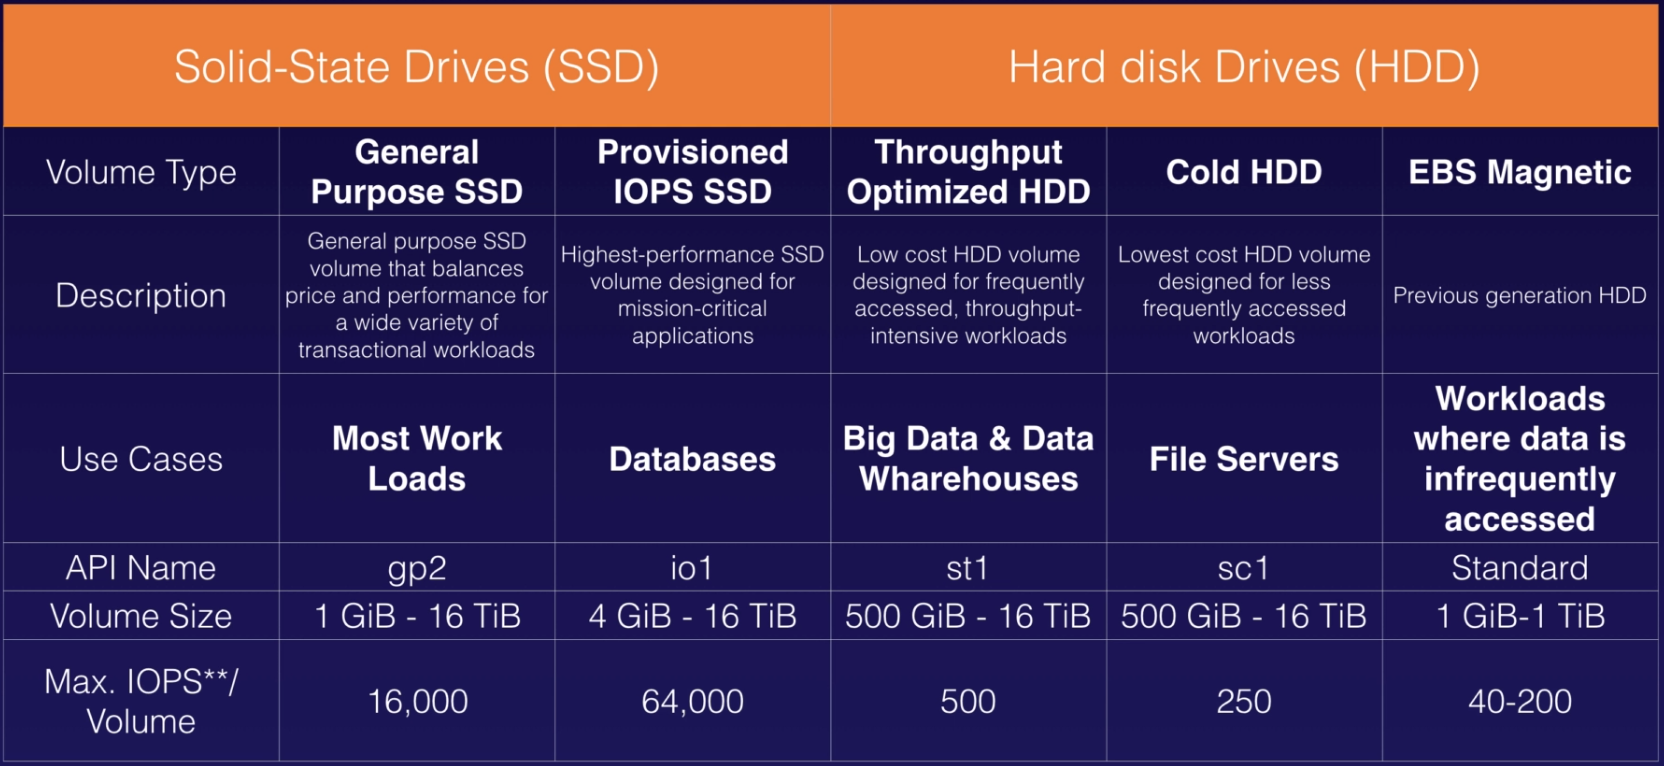 Solid-State Drives (SSD)
Hard disk Drives (HDD)
Volume Type
General
Purpose SSD
Provisioned
IOPS SSD
Throughput
Optimized HDD
Cold HDD
EBS Magnetic
Description
General purpose SSD
volume that balances
price and performance for
a wide variety of
transactional workloads
Highest-performance SSD
volume designed for
mission-critical
applications
Low cost HDD volume
designed for frequently
accessed, throughput-
intensive workloads
Lowest cost HDD volume
designed for less
frequently accessed
workloads
Previous generation HDD
Use Cases
Most Work
Loads
Databases
Big Data & Data
Wharehouses
File Servers
Workloads
where data is
infrequently
accessed
API Name
gp2
io1
st1
sc1
Standard
Volume Size
1 GiB - 16 TiB
4 GiB - 16 TiB
500 GiB - 16 TiB
500 GiB - 16 TiB
1 GiB-1 TiB
Max. IOPS**/
Volume
16,000
64,000
500
250
40-200